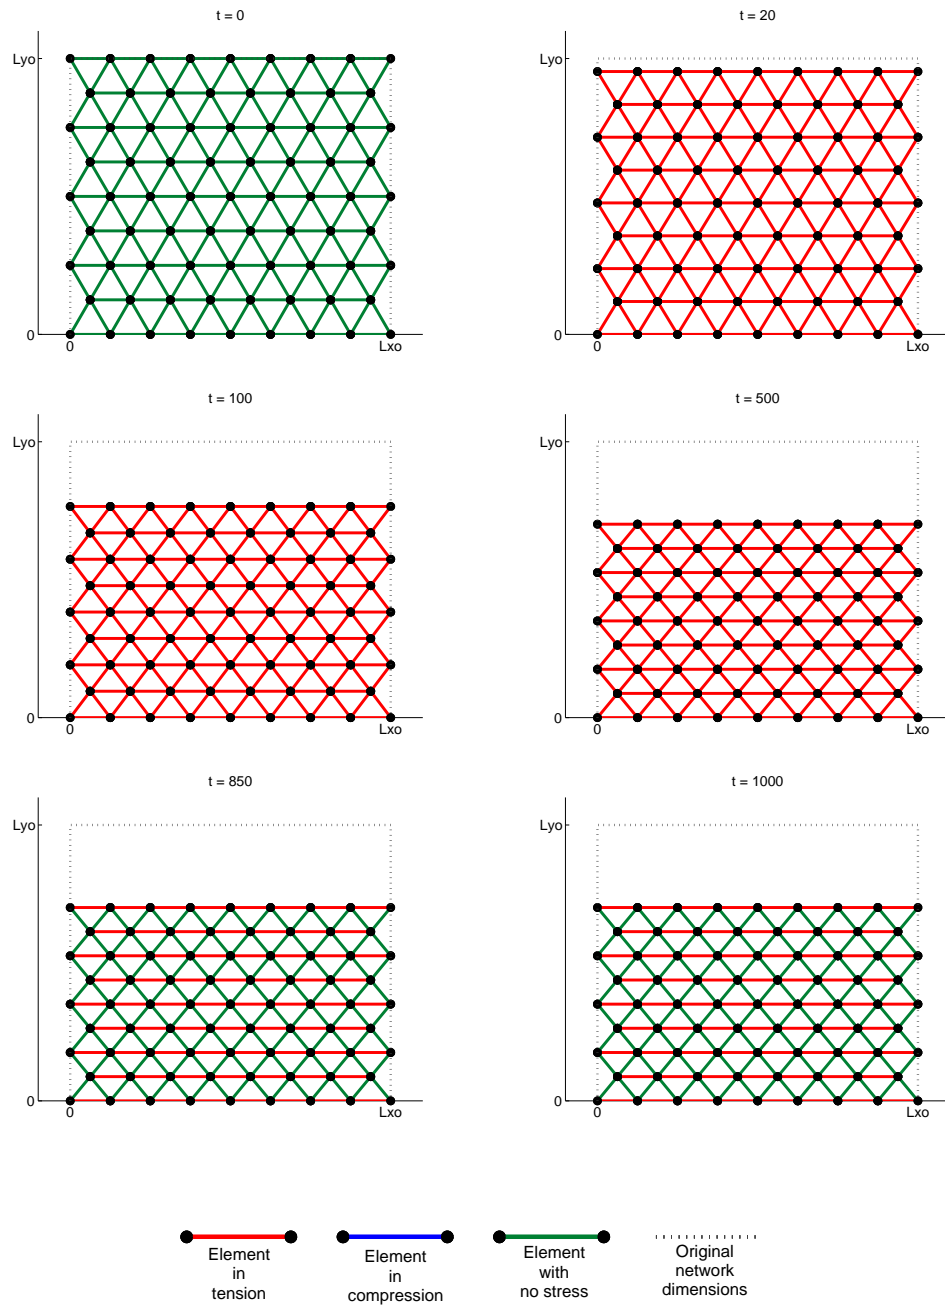 t = 0
Lyo
0
0
Lxo
t = 20
Lyo
0
0
Lxo
t = 100
Lyo
0
0
Lxo
t = 500
Lyo
0
0
Lxo
t = 850
Lyo
0
0
Lxo
t = 1000
Lyo
0
0
Lxo
Element
in
tension
Element
in
compression
Element
with
no stress
Original
network
dimensions